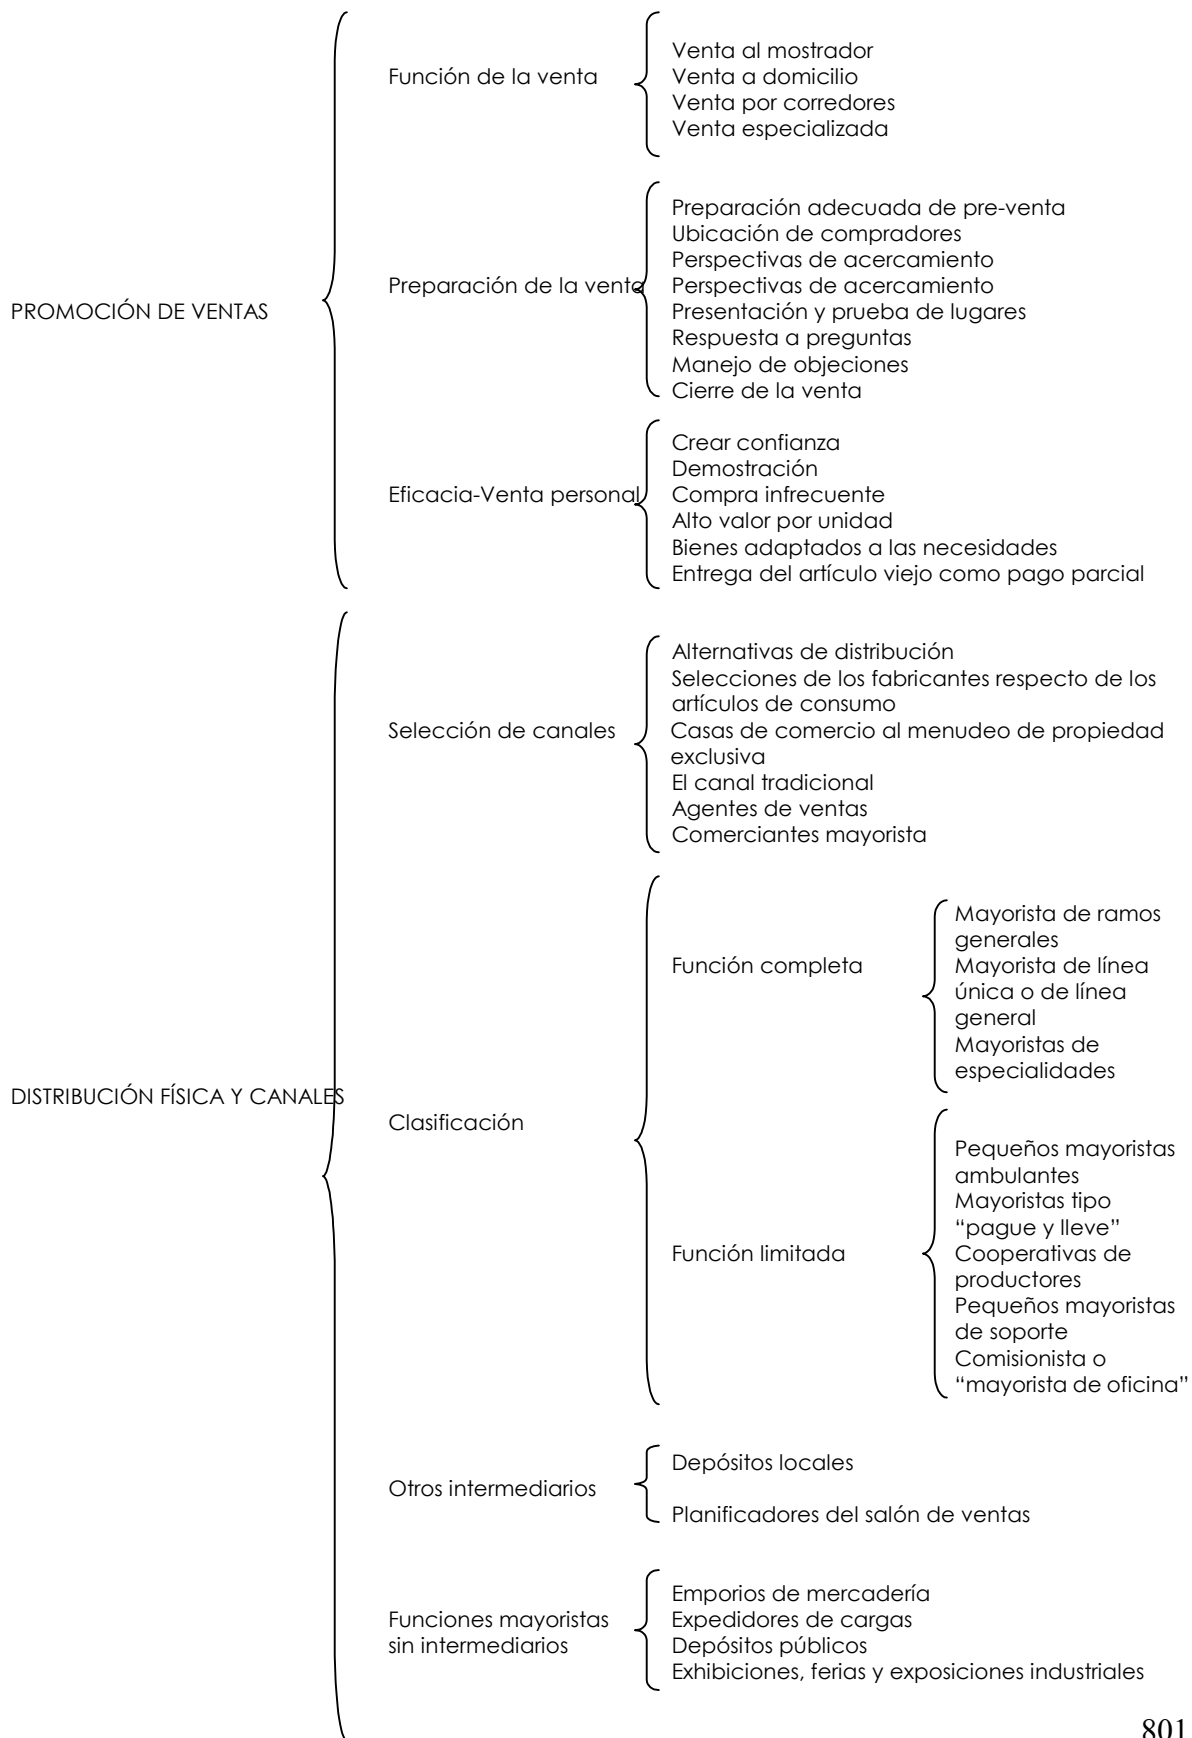 Función de la venta
Venta al mostrador
Venta a domicilio
Venta por corredores
Venta especializada
PROMOCIÓN DE VENTAS
Preparación de la venta
Preparación adecuada de pre-venta
Ubicación de compradores
Perspectivas de acercamiento
Perspectivas de acercamiento
Presentación y prueba de lugares
Respuesta a preguntas
Manejo de objeciones
Cierre de la venta
Eficacia-Venta personal
Crear confianza
Demostración
Compra infrecuente
Alto valor por unidad
Bienes adaptados a las necesidades
Entrega del artículo viejo como pago parcial
DISTRIBUCIÓN FÍSICA Y CANALES
Selección de canales
Alternativas de distribución
Selecciones de los fabricantes respecto de los
artículos de consumo
Casas de comercio al menudeo de propiedad
exclusiva
El canal tradicional
Agentes de ventas
Comerciantes mayorista
Clasificación
Función completa
Mayorista de ramos
generales
Mayorista de línea
única o de línea
general
Mayoristas de
especialidades
Función limitada
Pequeños mayoristas
ambulantes
Mayoristas tipo
“pague y lleve”
Cooperativas de
productores
Pequeños mayoristas
de soporte
Comisionista o
“mayorista de oficina”
Otros intermediarios
Depósitos locales
Planificadores del salón de ventas
Funciones mayoristas
sin intermediarios
Emporios de mercadería
Expedidores de cargas
Depósitos públicos
Exhibiciones, ferias y exposiciones industriales
801